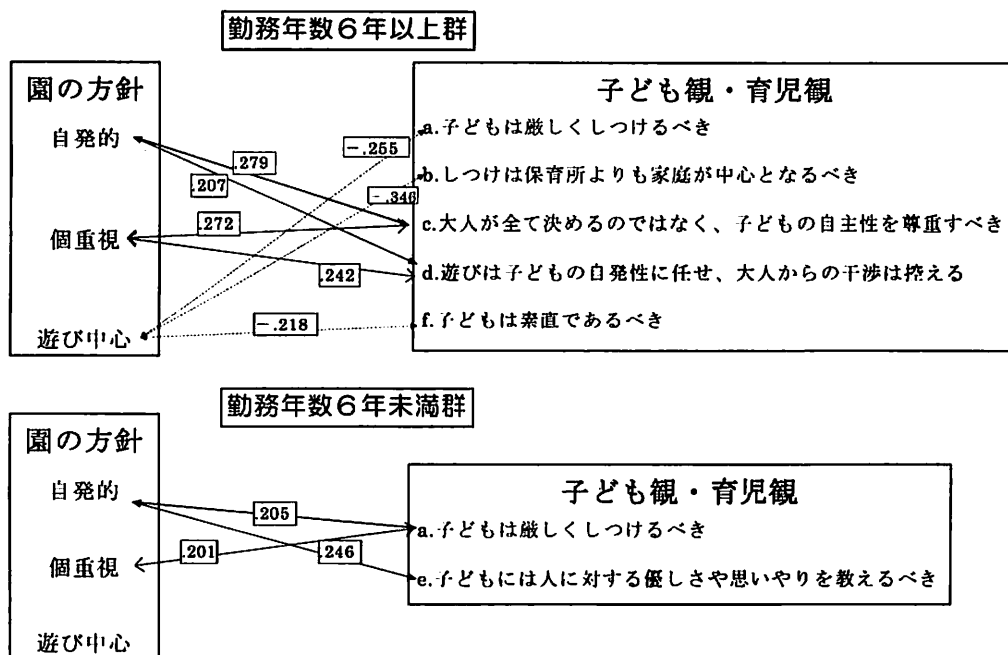 勤務年数6年以上群
園の方針
自発的
個重視
遊び中心
.279
.207
.272
.242
-.255
-.346
-.218
子ども観・育児観
a.子どもは厳しくしつけるべき
b.しつけは保育所よりも家庭が中心となるべき
c.大人が全て決めるのではなく、子どもの自主性を尊重すべき
d.遊びは子どもの自発性に任せ、大人からの干渉は控える
f.子どもは素直であるべき
勤務年数6年未満群
園の方針
自発的
個重視
遊び中心
.205
.201
.246
子ども観・育児観
a.子どもは厳しくしつけるべき
e.子どもには人に対する優しさや思いやりを教えるべき